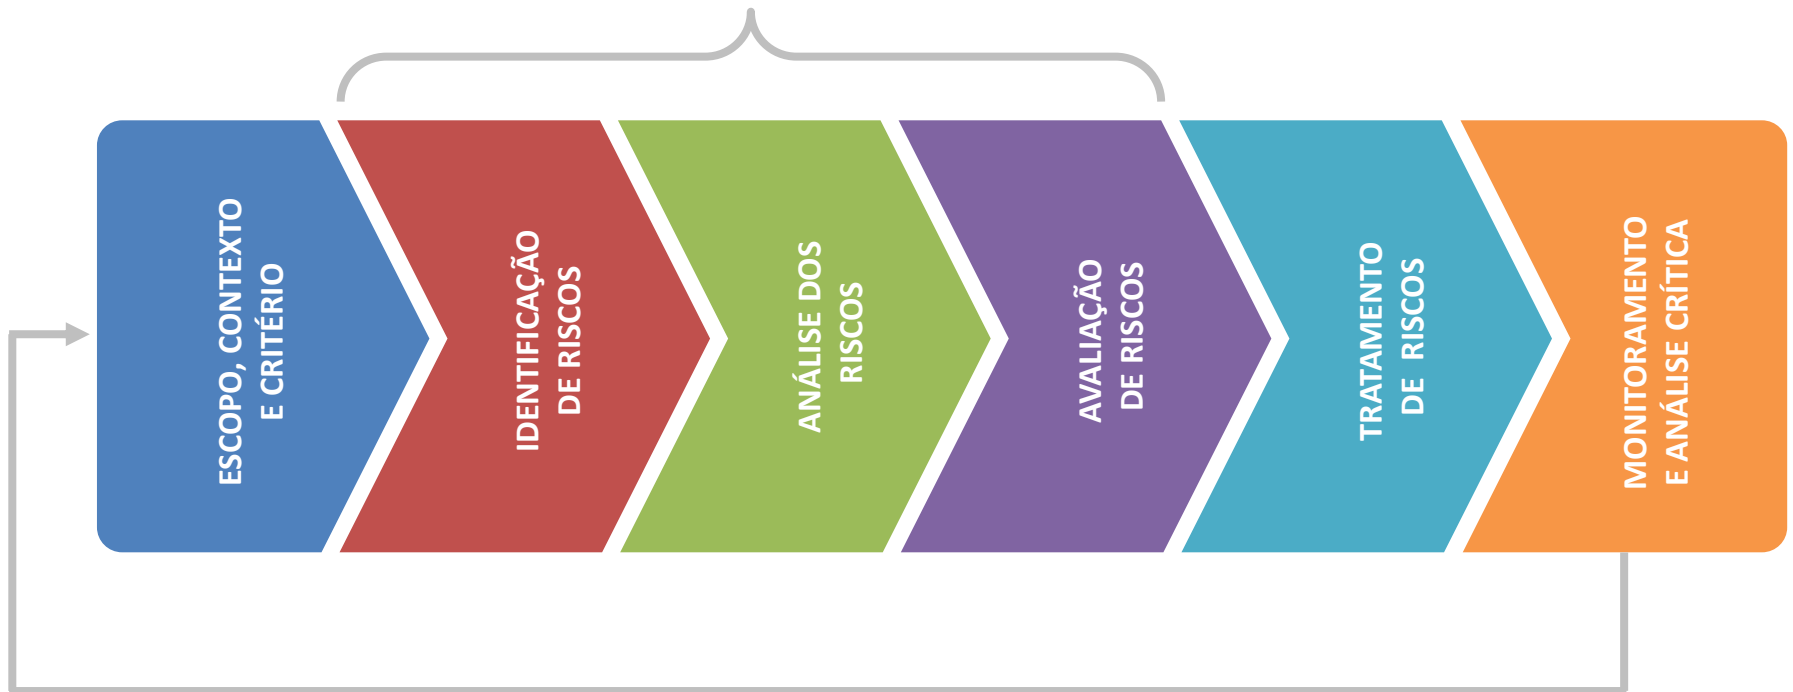 ESCOPO, CONTEXTO
E CRITÉRIO
IDENTIFICAÇÃO
DE RISCOS
ANÁLISE DOS
RISCOS
AVALIAÇÃO
DE RISCOS
TRATAMENTO
DE RISCOS
MONITORAMENTO
E ANÁLISE CRÍTICA